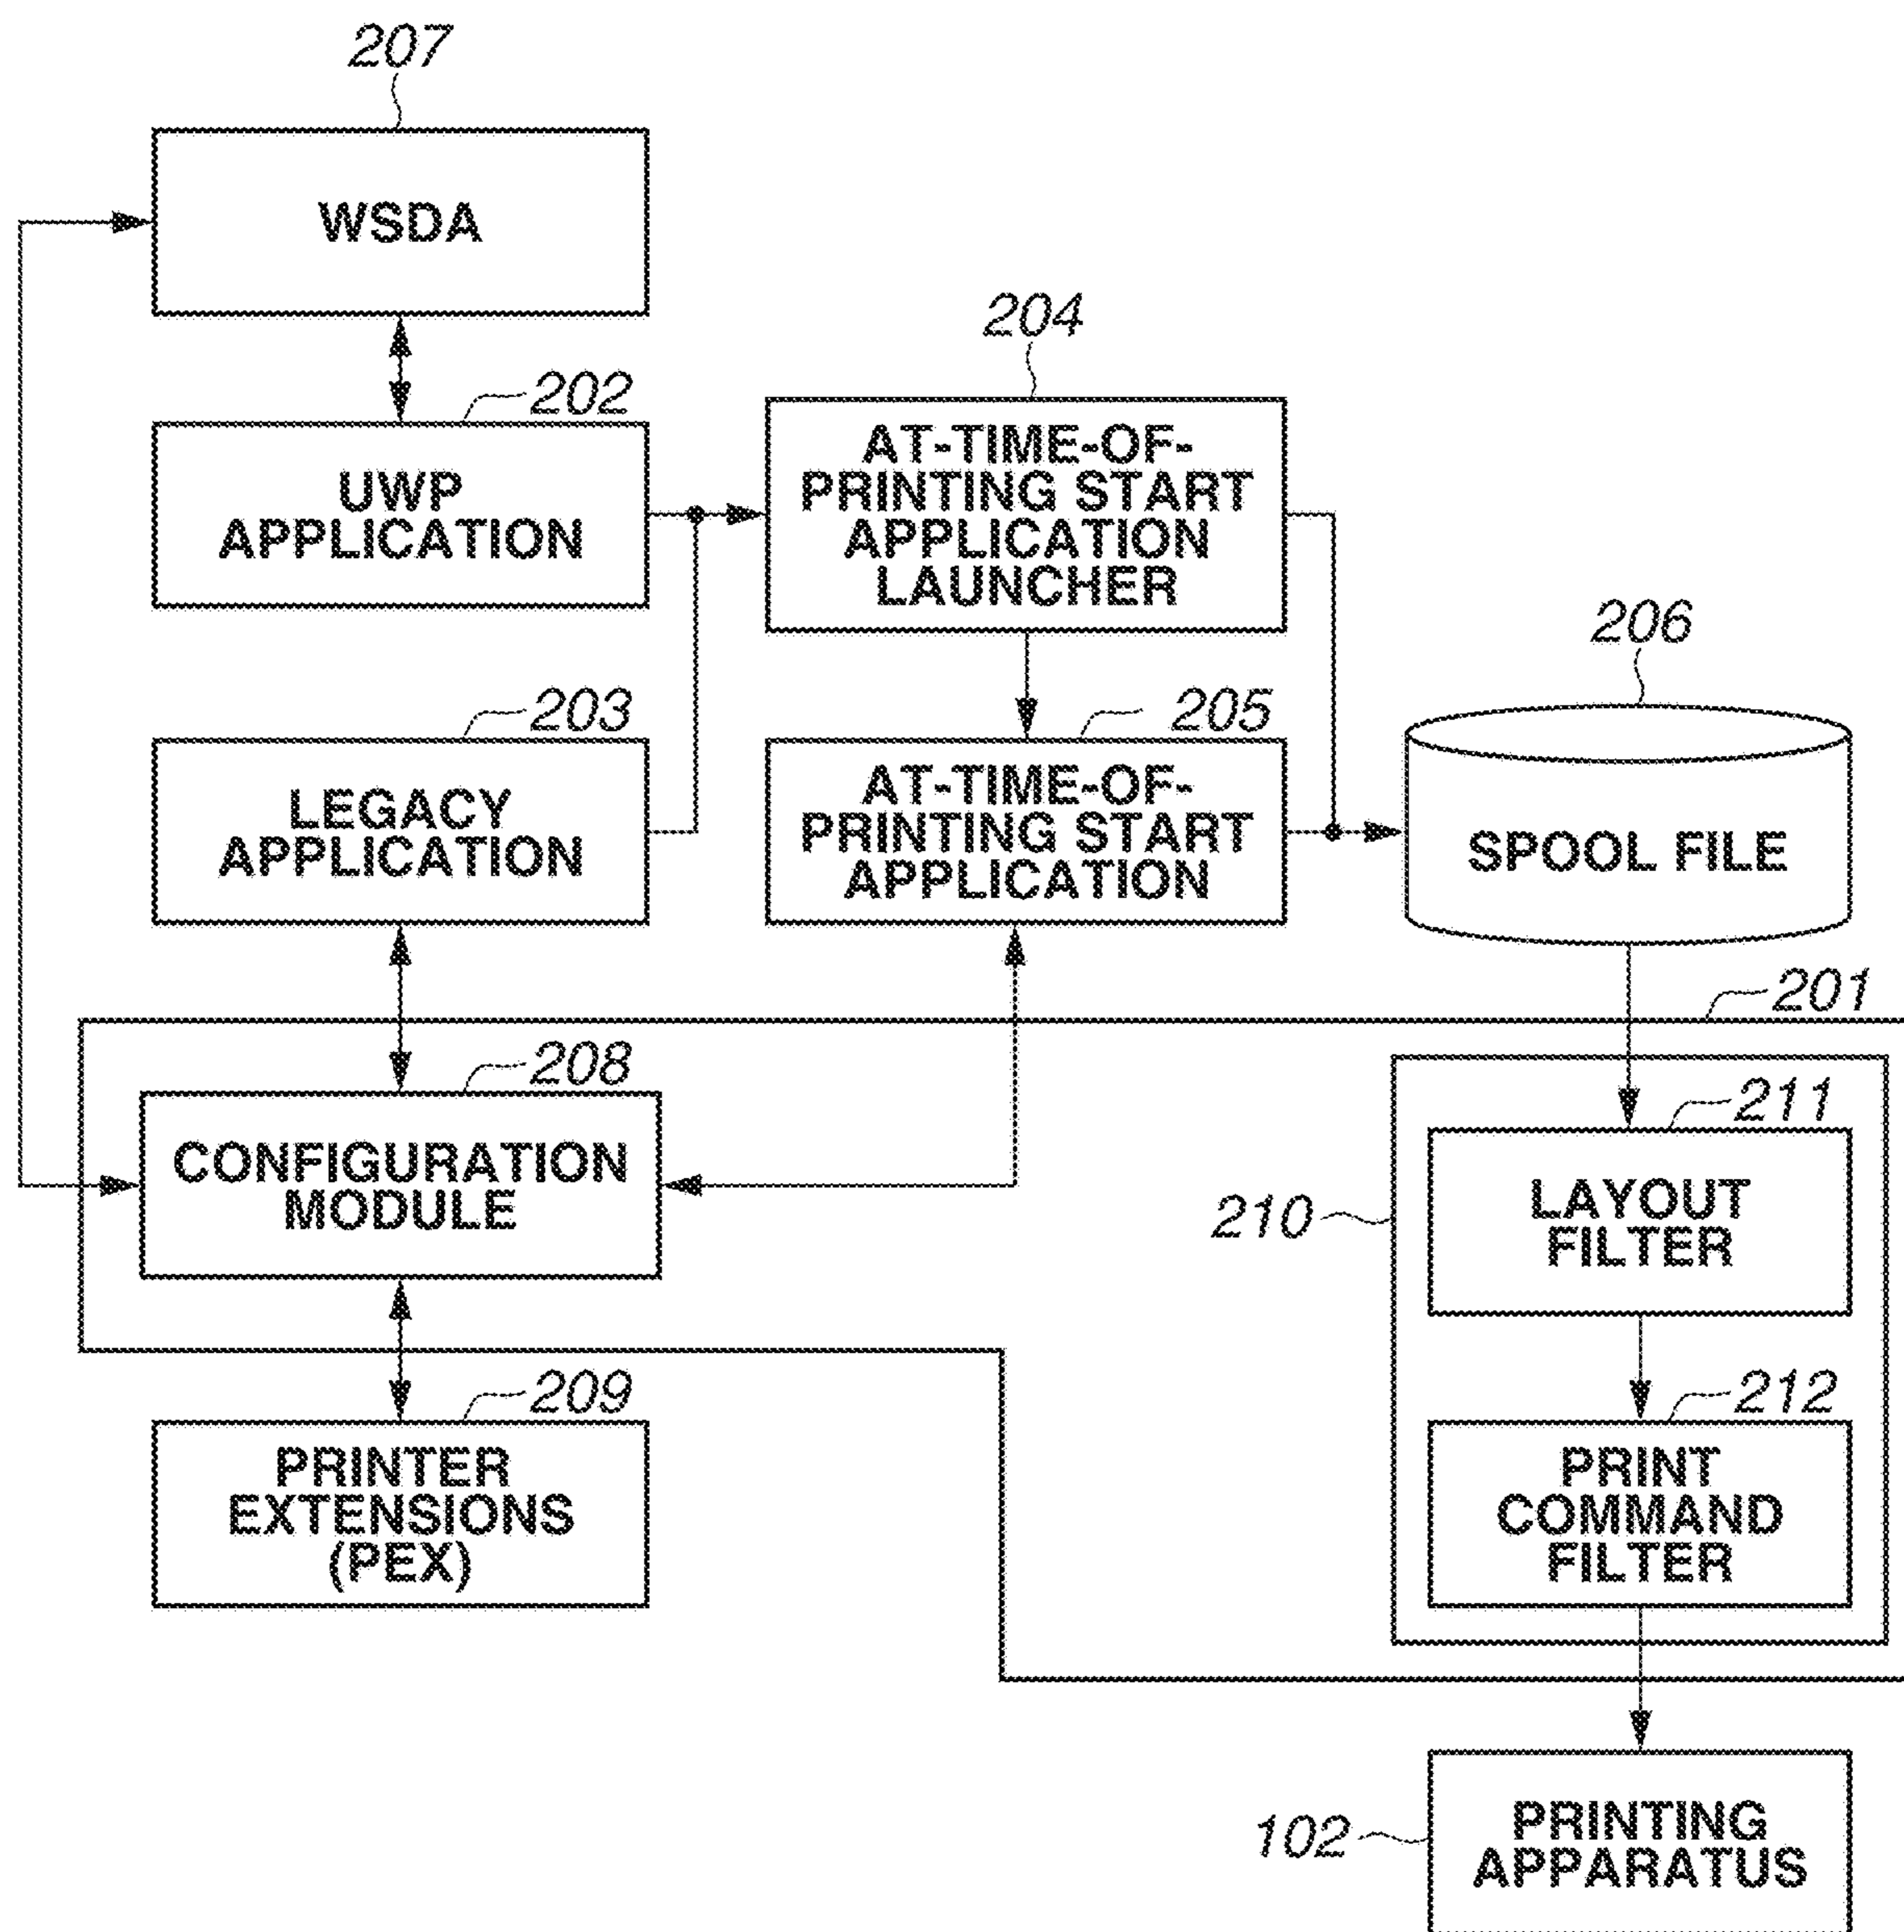 207
WSDA
202
UWP
APPLICATION
204
AT-TIME-OF-
PRINTING START
APPLICATION
LAUNCHER
203
LEGACY
APPLICATION
205
AT-TIME-OF-
PRINTING START
APPLICATION
206
SPOOL FILE
201
208
CONFIGURATION
MODULE
209
PRINTER
EXTENSIONS
(PEX)
210
211
LAYOUT
FILTER
212
PRINT
COMMAND
FILTER
102
PRINTING
APPARATUS